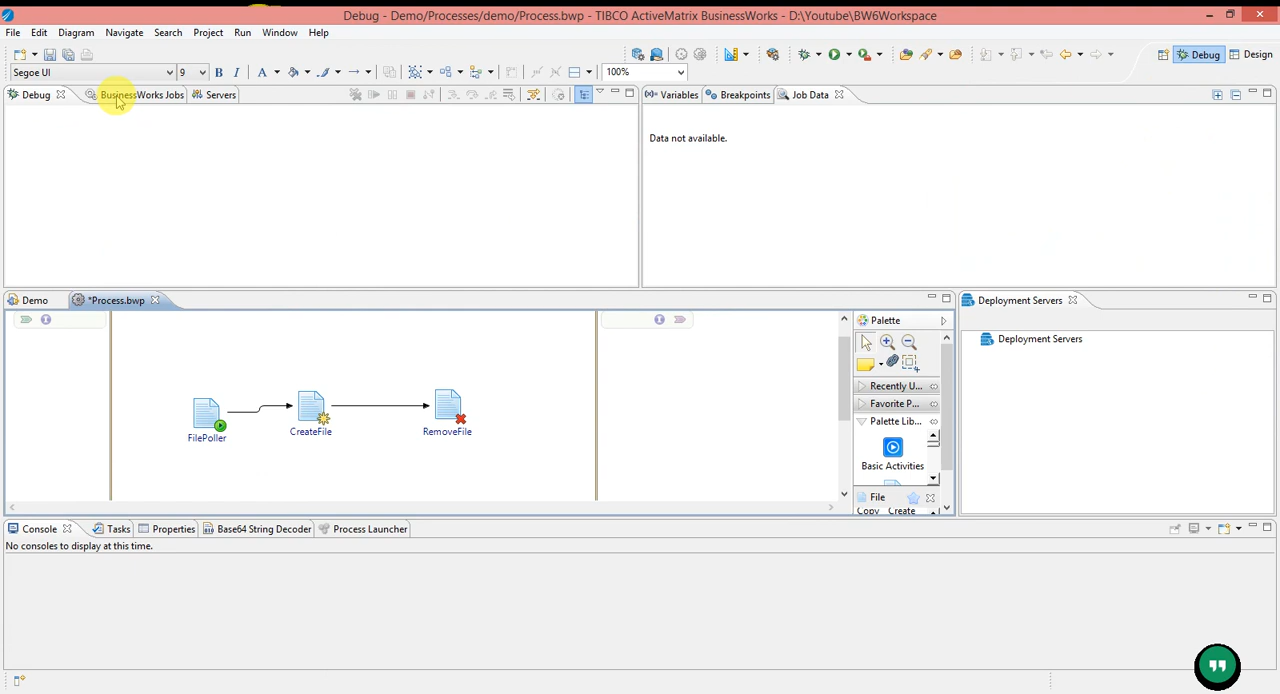 Debug - Demo/Processes/demo/Process.bwp - TIBCO ActiveMatrix BusinessWorks - D:\Youtube\BW6Workspace
File Edit Diagram Navigate Search Project Run Window Help
Debug Design
Segoe UI 9 B I A 100%
Debug BusinessWorks Jobs Servers
Variables Breakpoints Job Data
Data not available.
Demo *Process.bwp
Deployment Servers
Palette
Deployment Servers
Recently U...
Favorite P...
Palette Lib...
FilePoller CreateFile RemoveFile
Basic Activities
File
Copy Create
Console Tasks Properties Base64 String Decoder Process Launcher
No consoles to display at this time.